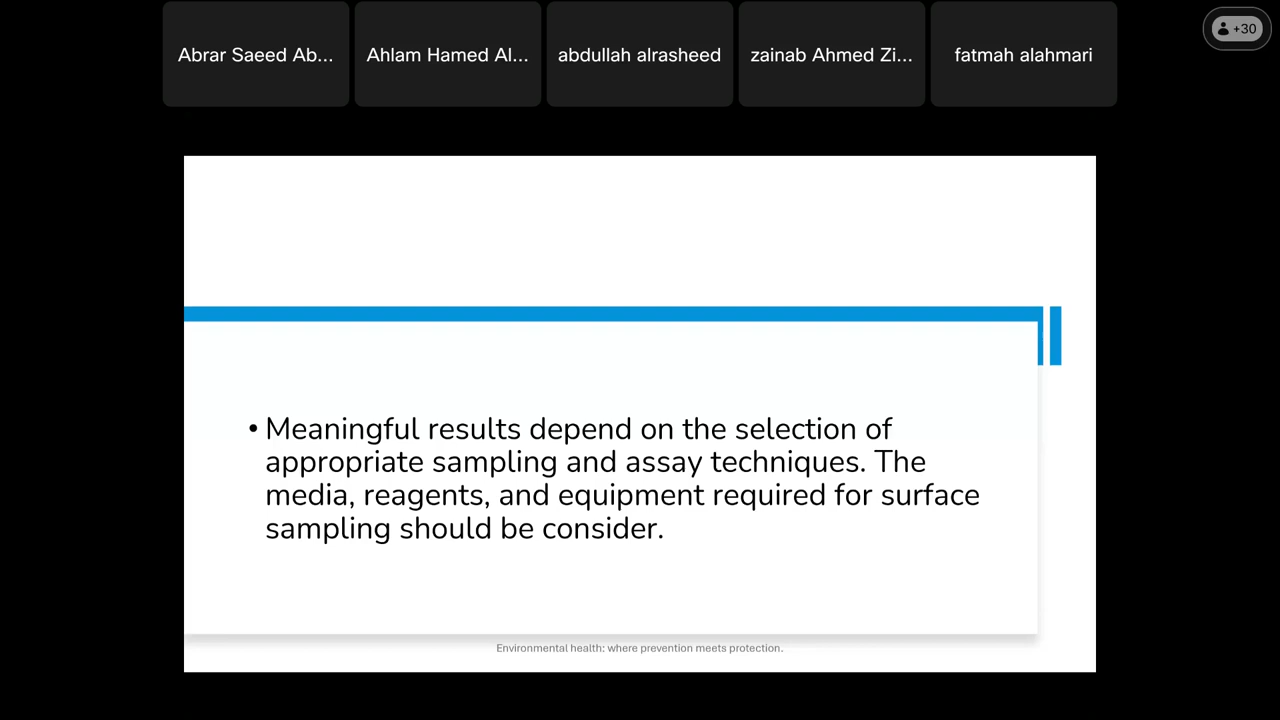 Abrar Saeed Ab...
Ahlam Hamed Al...
abdullah alrasheed
zainab Ahmed Zi...
fatmah alahmari
+30
• Meaningful results depend on the selection of
appropriate sampling and assay techniques. The
media, reagents, and equipment required for surface
sampling should be consider.
Environmental health: where prevention meets protection.